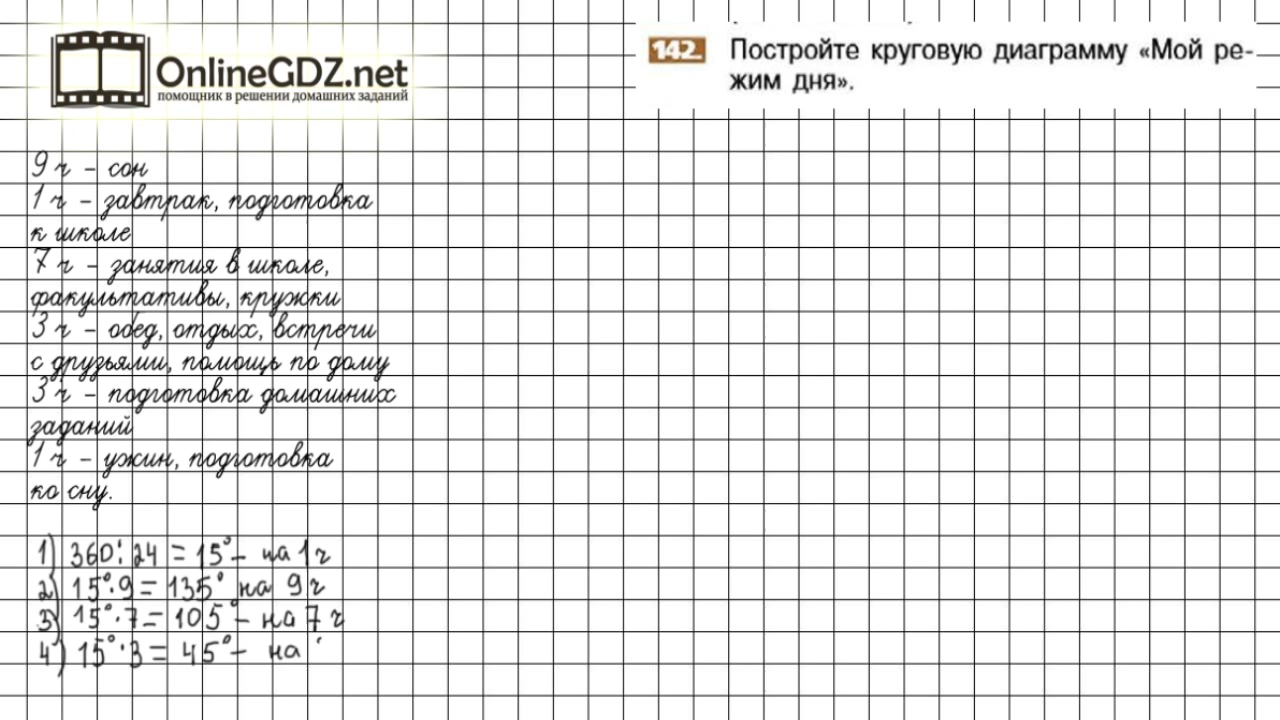 OnlineGDZ.net
помощник в решении домашних заданий
142. Постройте круговую диаграмму «Мой ре-
жим дня».
9 ч - сон
1 ч - завтрак, подготовка
к школе
7 ч - занятия в школе,
факультативы, кружки
3 ч - обед, отдых, встречи
с друзьями, помощь по дому
3 ч - подготовка домашних
заданий
1 ч - ужин, подготовка
ко сну.
1) 360:24 = 15° - на 1 ч
2) 15°·9 = 135° на 9 ч
3) 15°·7 = 105° - на 7 ч
4) 15°·3 = 45° - на